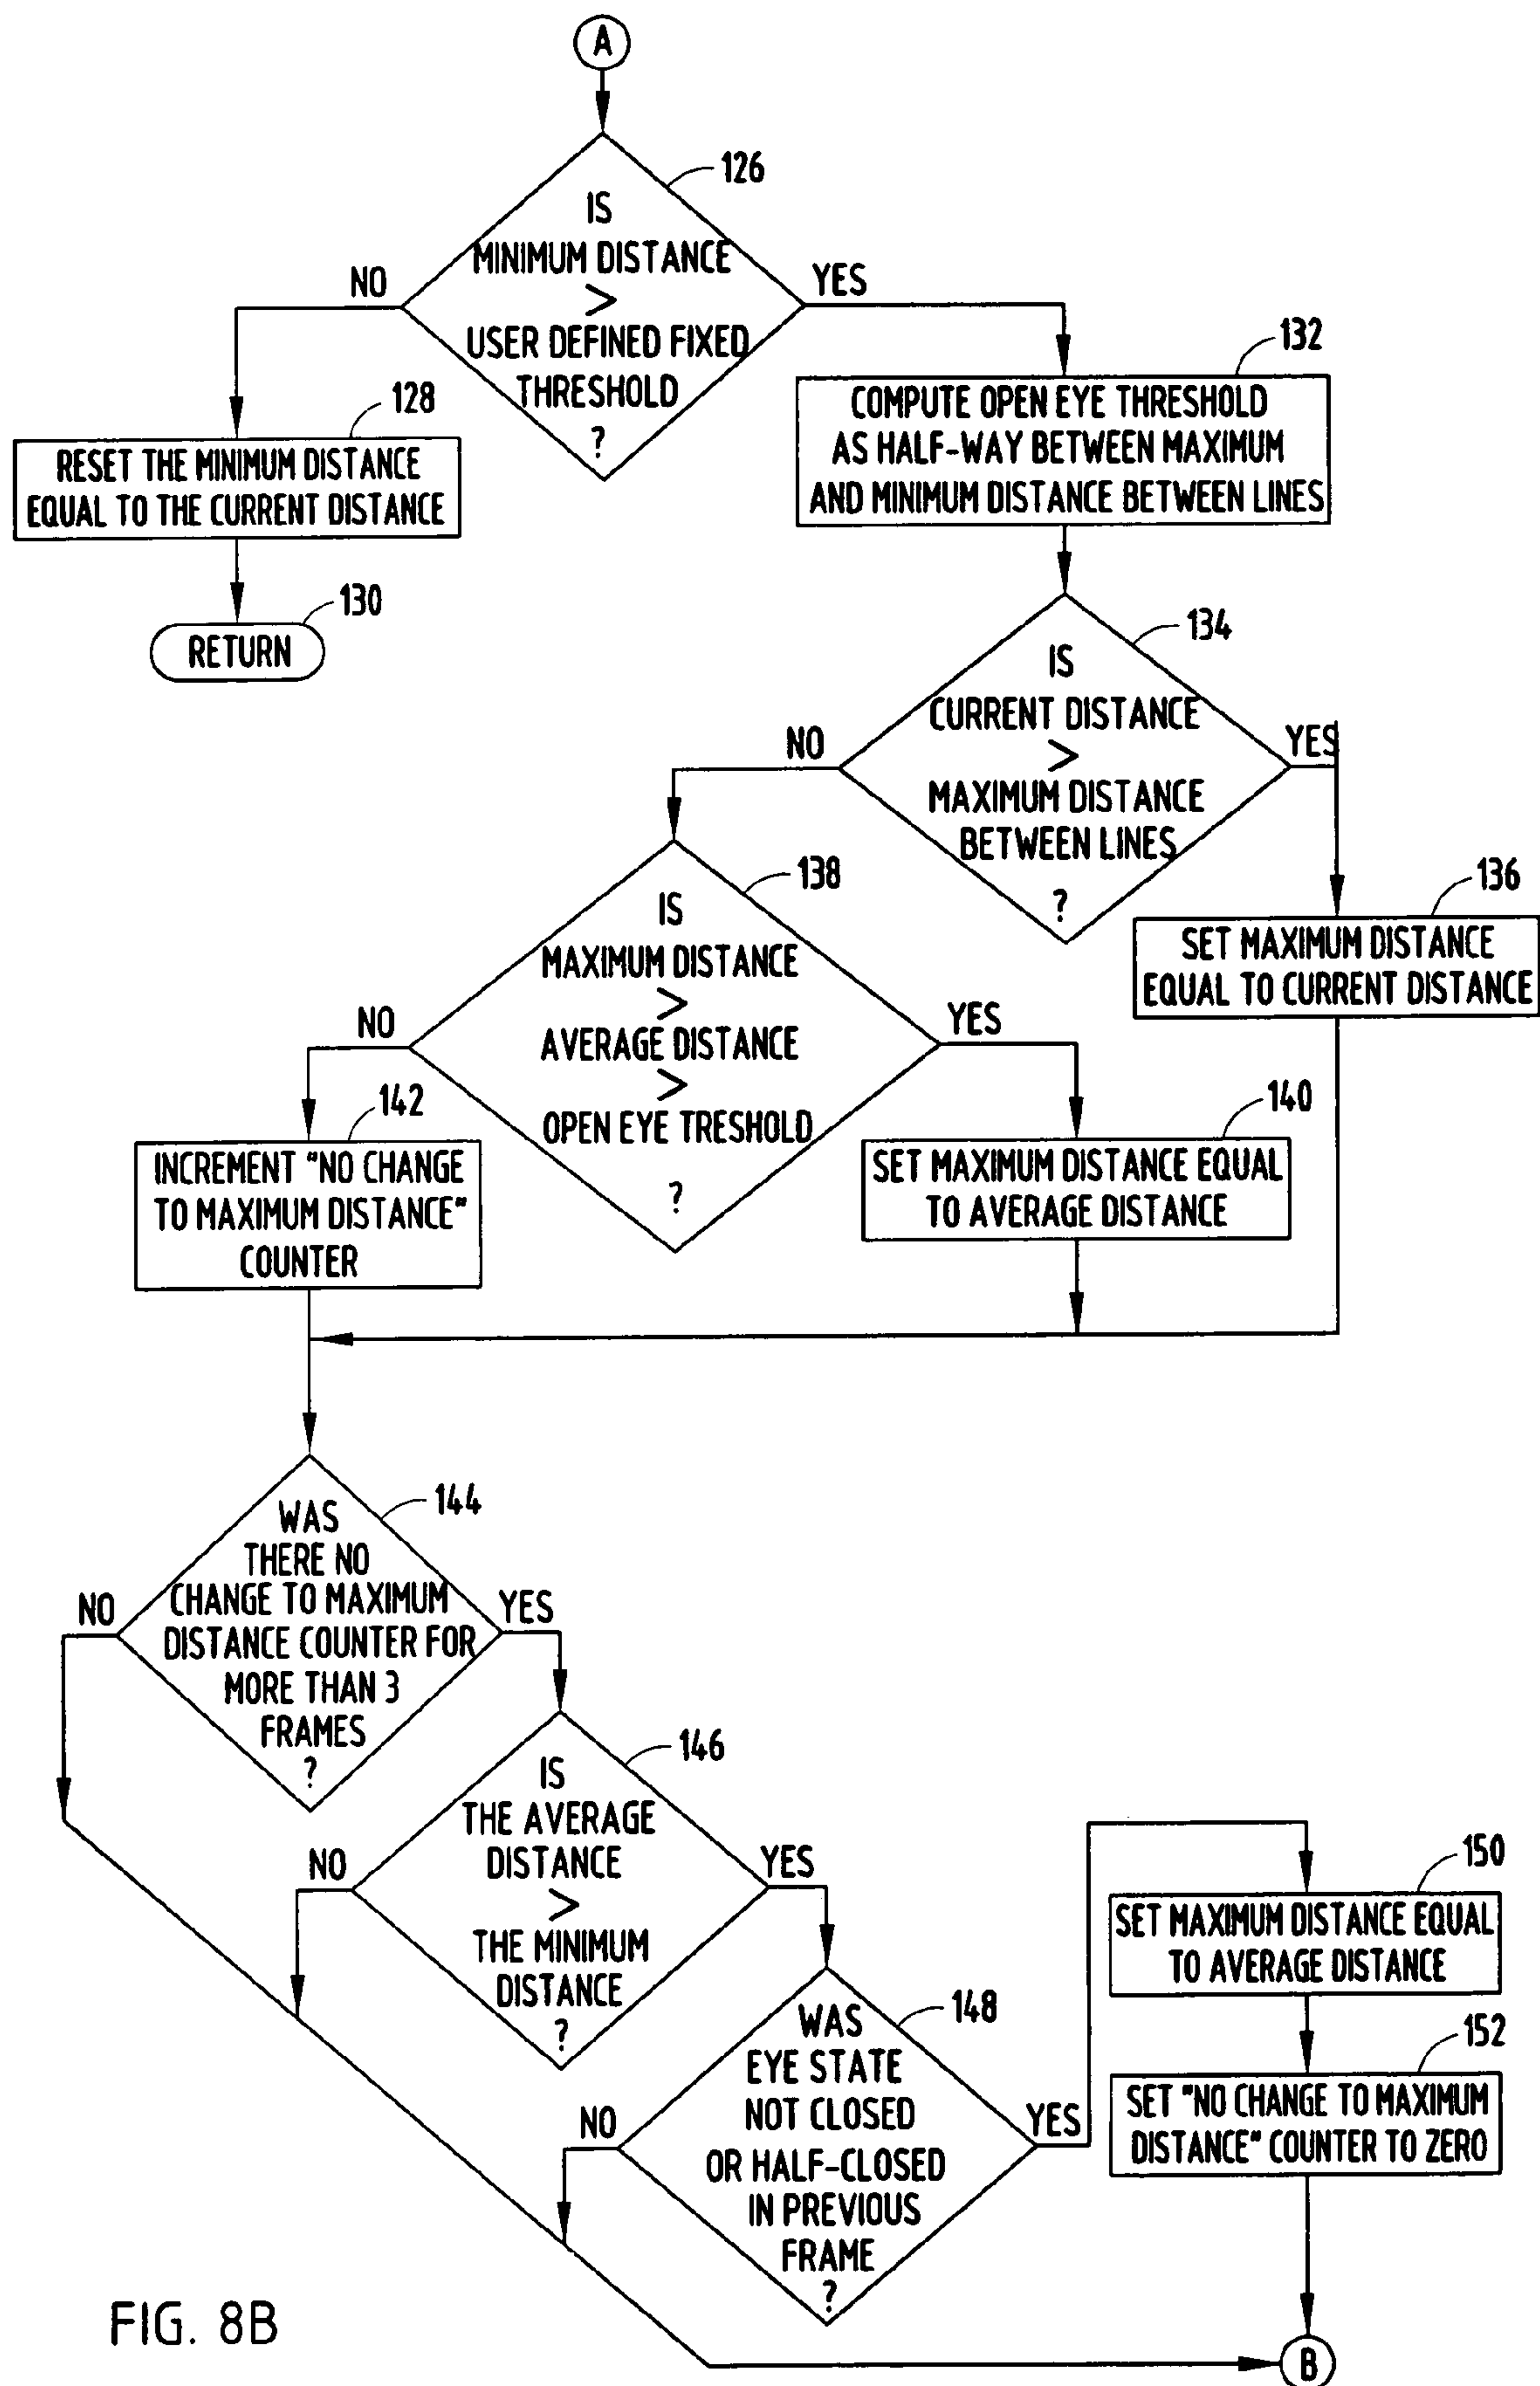 A
126
IS
MINIMUM DISTANCE
>
USER DEFINED FIXED
THRESHOLD
?
NO
YES
128
RESET THE MINIMUM DISTANCE
EQUAL TO THE CURRENT DISTANCE
130
RETURN
132
COMPUTE OPEN EYE THRESHOLD
AS HALF-WAY BETWEEN MAXIMUM
AND MINIMUM DISTANCE BETWEEN LINES
134
IS
CURRENT DISTANCE
>
MAXIMUM DISTANCE
BETWEEN LINES
?
NO
YES
136
SET MAXIMUM DISTANCE
EQUAL TO CURRENT DISTANCE
138
IS
MAXIMUM DISTANCE
>
AVERAGE DISTANCE
>
OPEN EYE TRESHOLD
?
NO
YES
140
SET MAXIMUM DISTANCE EQUAL
TO AVERAGE DISTANCE
142
INCREMENT "NO CHANGE
TO MAXIMUM DISTANCE"
COUNTER
144
WAS
THERE NO
CHANGE TO MAXIMUM
DISTANCE COUNTER FOR
MORE THAN 3
FRAMES
?
NO
YES
146
IS
THE AVERAGE
DISTANCE
>
THE MINIMUM
DISTANCE
?
NO
YES
148
WAS
EYE STATE
NOT CLOSED
OR HALF-CLOSED
IN PREVIOUS
FRAME
?
NO
YES
150
SET MAXIMUM DISTANCE EQUAL
TO AVERAGE DISTANCE
152
SET "NO CHANGE TO MAXIMUM
DISTANCE" COUNTER TO ZERO
B
FIG. 8B